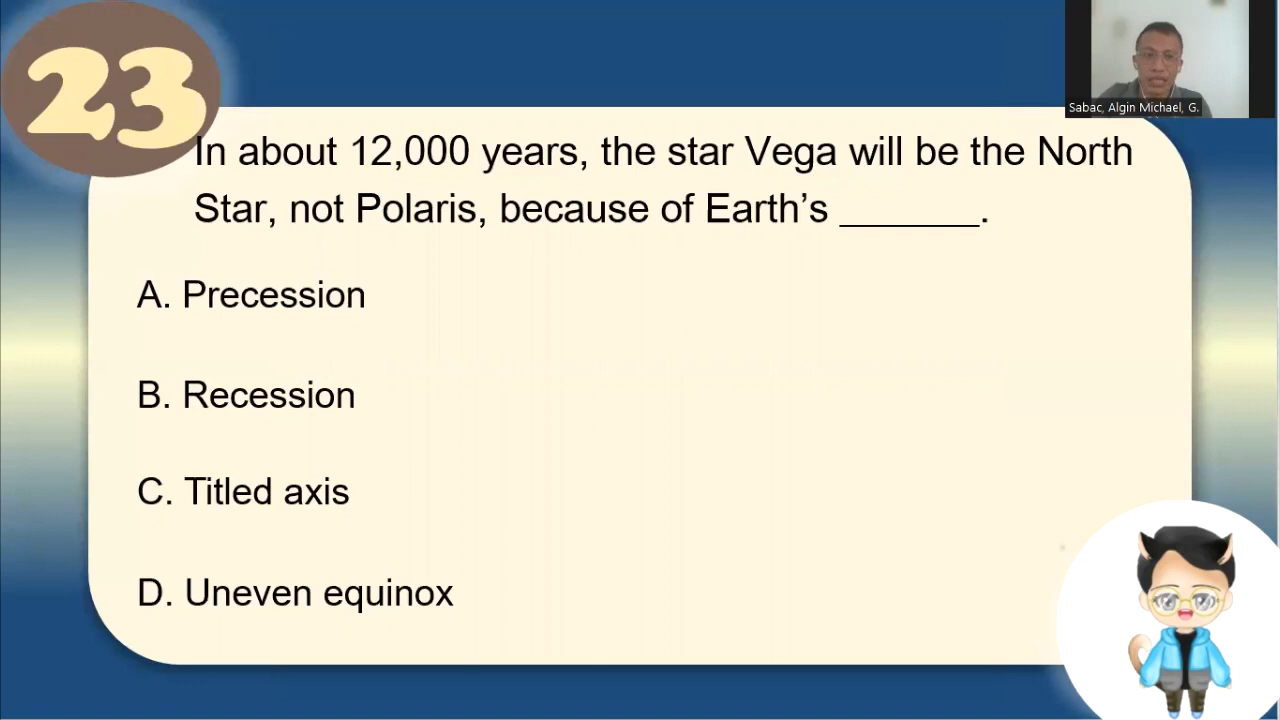 23
Sabac, Algin Michael, G.
In about 12,000 years, the star Vega will be the North
Star, not Polaris, because of Earth’s _______.
A. Precession
B. Recession
C. Titled axis
D. Uneven equinox